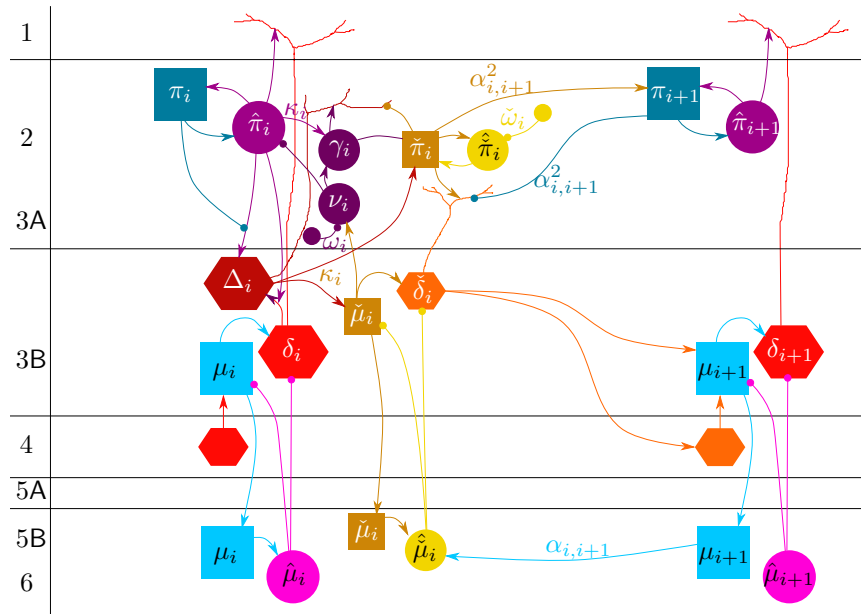 1
2
3A
3B
4
5A
5B
6
π_i
π̂_i
κ_i
γ_i
ν_i
ω_i
π̌_i
α²_{i,i+1}
π̌̂_i
ω̌_i
α²_{i,i+1}
π_{i+1}
π̂_{i+1}
Δ_i
κ_i
μ̌_i
δ̌_i
μ_i
δ_i
μ_{i+1}
δ_{i+1}
μ_i
μ̂_i
μ̌_i
μ̌̂_i
α_{i,i+1}
μ_{i+1}
μ̂_{i+1}